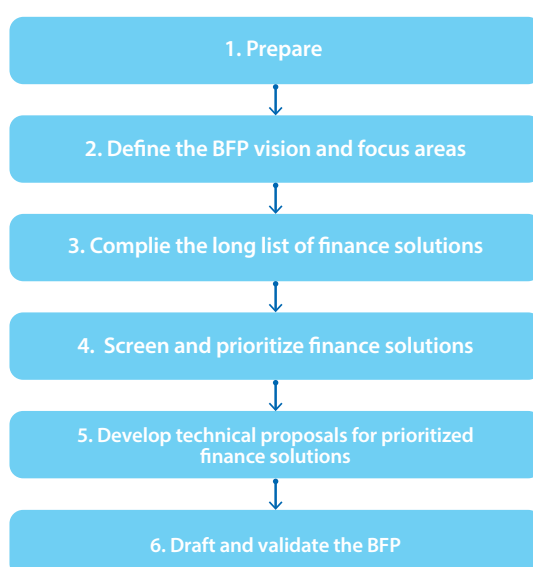 1. Prepare
2. Define the BFP vision and focus areas
3. Complie the long list of finance solutions
4. Screen and prioritize finance solutions
5. Develop technical proposals for prioritized
finance solutions
6. Draft and validate the BFP